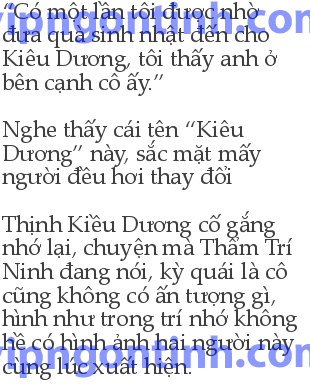 “Có một lần tôi được nhờ
đưa quà sinh nhật đến cho
Kiêu Dương, tôi thấy anh ở
bên cạnh cô ấy.”
Nghe thấy cái tên “Kiêu
Dương” này, sắc mặt mấy
người đều hơi thay đổi
Thịnh Kiều Dương cố gắng
nhớ lại, chuyện mà Thẩm Trí
Ninh đang nói, kỳ quái là cô
cũng không có ấn tượng gì,
hình như trong trí nhớ không
hề có hình ảnh hai người này
cùng lúc xuất hiện.
vipngontinh.com
vipngontinh.com